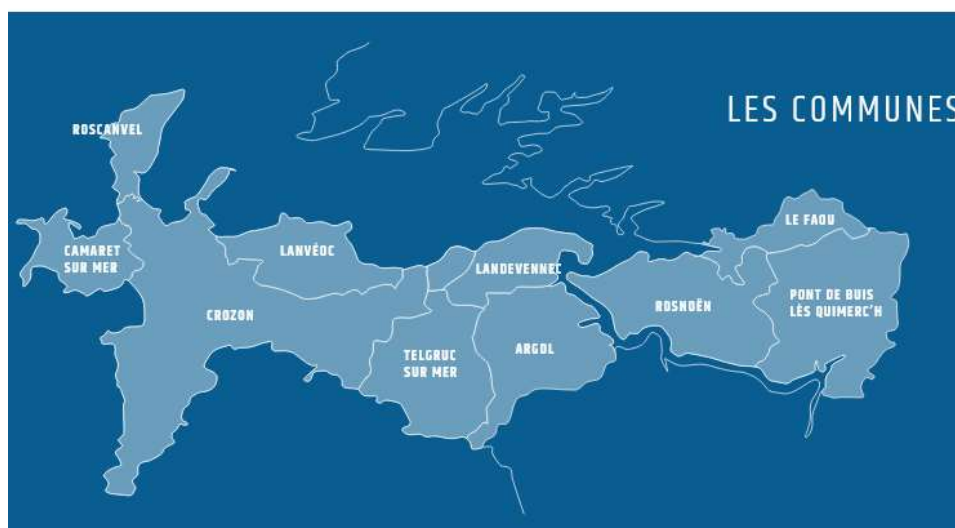 LES COMMUNES
ROSCANVEL
LE FAOU
CAMARET
SUR MER
LANVÉOC
LANDEVENNEC
PONT DE BUIS
LÈS QUIMERC'H
ROSNOËN
CROZON
TELGRUC
SUR MER
ARGOL